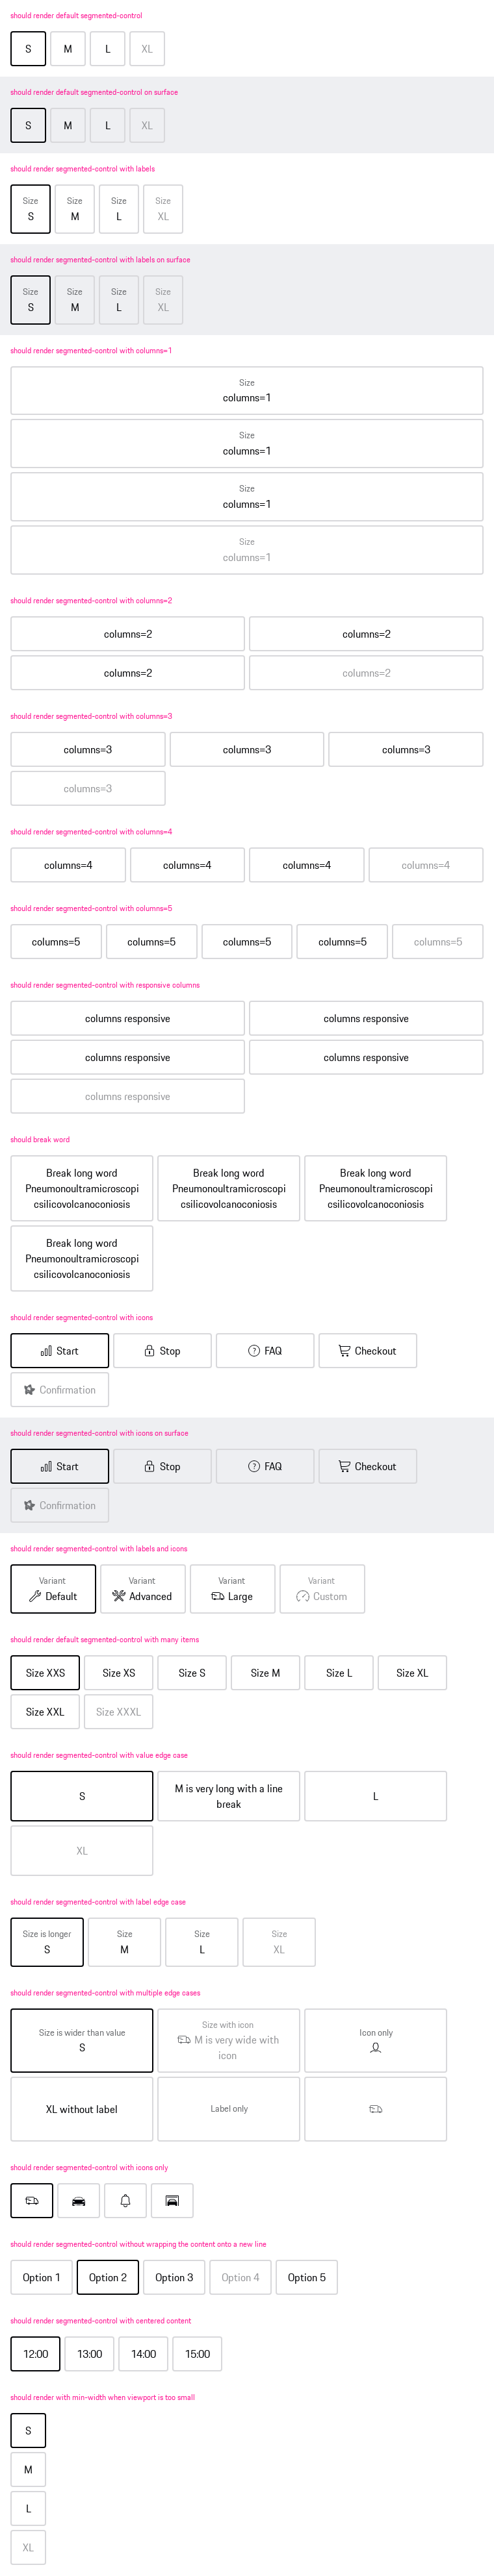 should render default segmented-control
S M L XL
should render default segmented-control on surface
S M L XL
should render segmented-control with labels
Size Size Size Size
S M L XL
should render segmented-control with labels on surface
Size Size Size Size
S M L XL
should render segmented-control with columns=1
Size
columns=1
Size
columns=1
Size
columns=1
Size
columns=1
should render segmented-control with columns=2
columns=2 columns=2
columns=2 columns=2
should render segmented-control with columns=3
columns=3 columns=3 columns=3
columns=3
should render segmented-control with columns=4
columns=4 columns=4 columns=4 columns=4
should render segmented-control with columns=5
columns=5 columns=5 columns=5 columns=5 columns=5
should render segmented-control with responsive columns
columns responsive columns responsive
columns responsive columns responsive
columns responsive
should break word
Break long word Break long word Break long word
Pneumonoultramicroscopi Pneumonoultramicroscopi Pneumonoultramicroscopi
csilicovolcanoconiosis csilicovolcanoconiosis csilicovolcanoconiosis
Break long word
Pneumonoultramicroscopi
csilicovolcanoconiosis
should render segmented-control with icons
Start Stop FAQ Checkout
Confirmation
should render segmented-control with icons on surface
Start Stop FAQ Checkout
Confirmation
should render segmented-control with labels and icons
Variant Variant Variant Variant
Default Advanced Large Custom
should render default segmented-control with many items
Size XXS Size XS Size S Size M Size L Size XL
Size XXL Size XXXL
should render segmented-control with value edge case
S M is very long with a line L
break
XL
should render segmented-control with label edge case
Size is longer Size Size Size
S M L XL
should render segmented-control with multiple edge cases
Size is wider than value Size with icon Icon only
S M is very wide with
icon
XL without label Label only
should render segmented-control with icons only
should render segmented-control without wrapping the content onto a new line
Option 1 Option 2 Option 3 Option 4 Option 5
should render segmented-control with centered content
12:00 13:00 14:00 15:00
should render with min-width when viewport is too small
S
M
L
XL